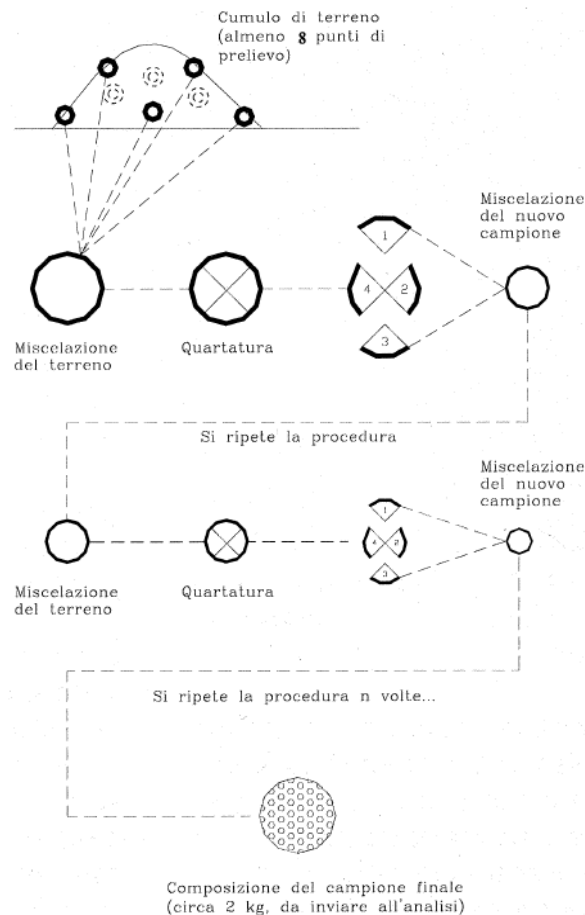 Cumulo di terreno
(almeno 8 punti di
prelievo)
Miscelazione
del nuovo
campione
1
4
2
3
Miscelazione
del terreno
Quartatura
Si ripete la procedura
Miscelazione
del nuovo
campione
1
4
2
3
Miscelazione
del terreno
Quartatura
Si ripete la procedura n volte...
Composizione del campione finale
(circa 2 kg, da inviare all'analisi)